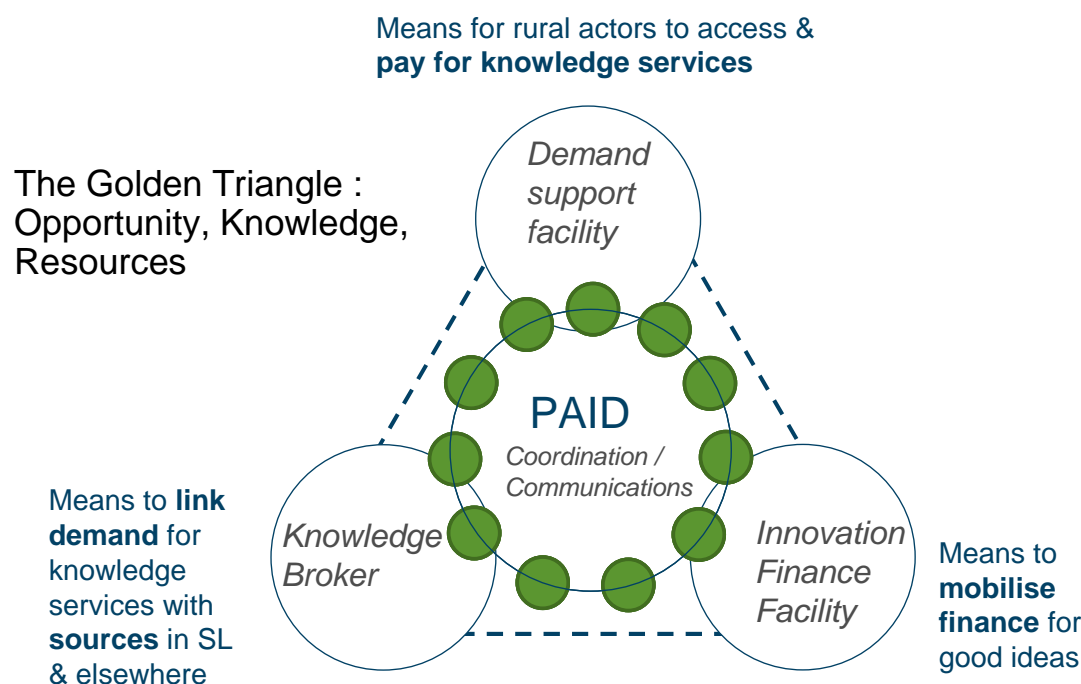 Means for rural actors to access &
pay for knowledge services
The Golden Triangle :
Opportunity, Knowledge,
Resources
Demand
support
facility
PAID
Coordination /
Communications
Means to link
demand for
knowledge
services with
sources in SL
& elsewhere
Knowledge
Broker
Innovation
Finance
Facility
Means to
mobilise
finance for
good ideas